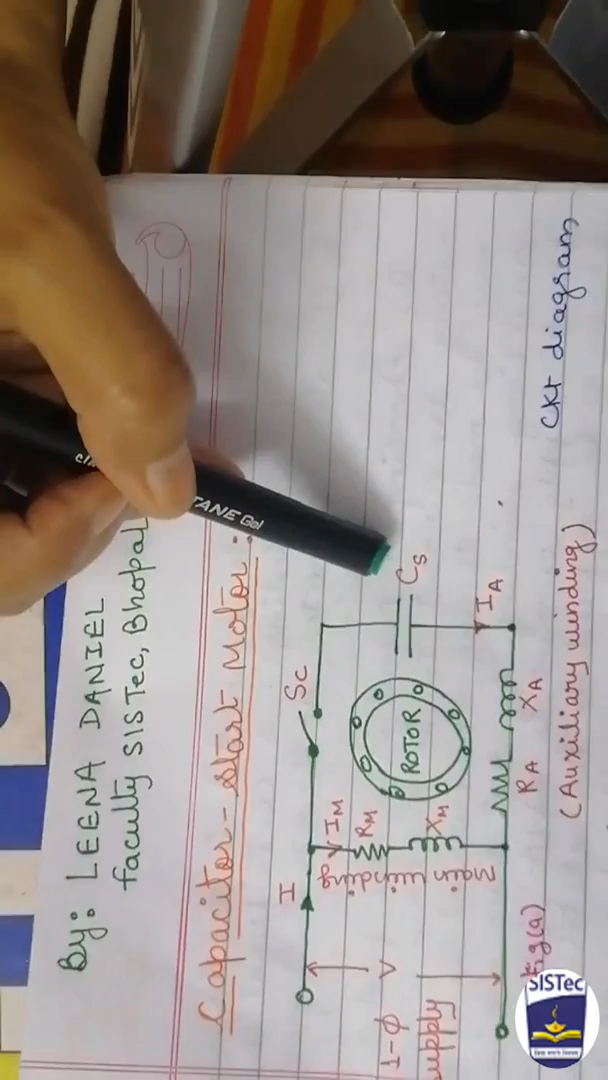 By: LEENA DANIEL
faculty SISTec, Bhopal
Capacitor-Start Motor:
I
IM
Sc
Cs
RM
XM
Main Winding
ROTOR
IA
V
1-φ
supply
RA XA
(Auxiliary winding)
fig(a)
CKt diagram
TANE Gel
SISTec